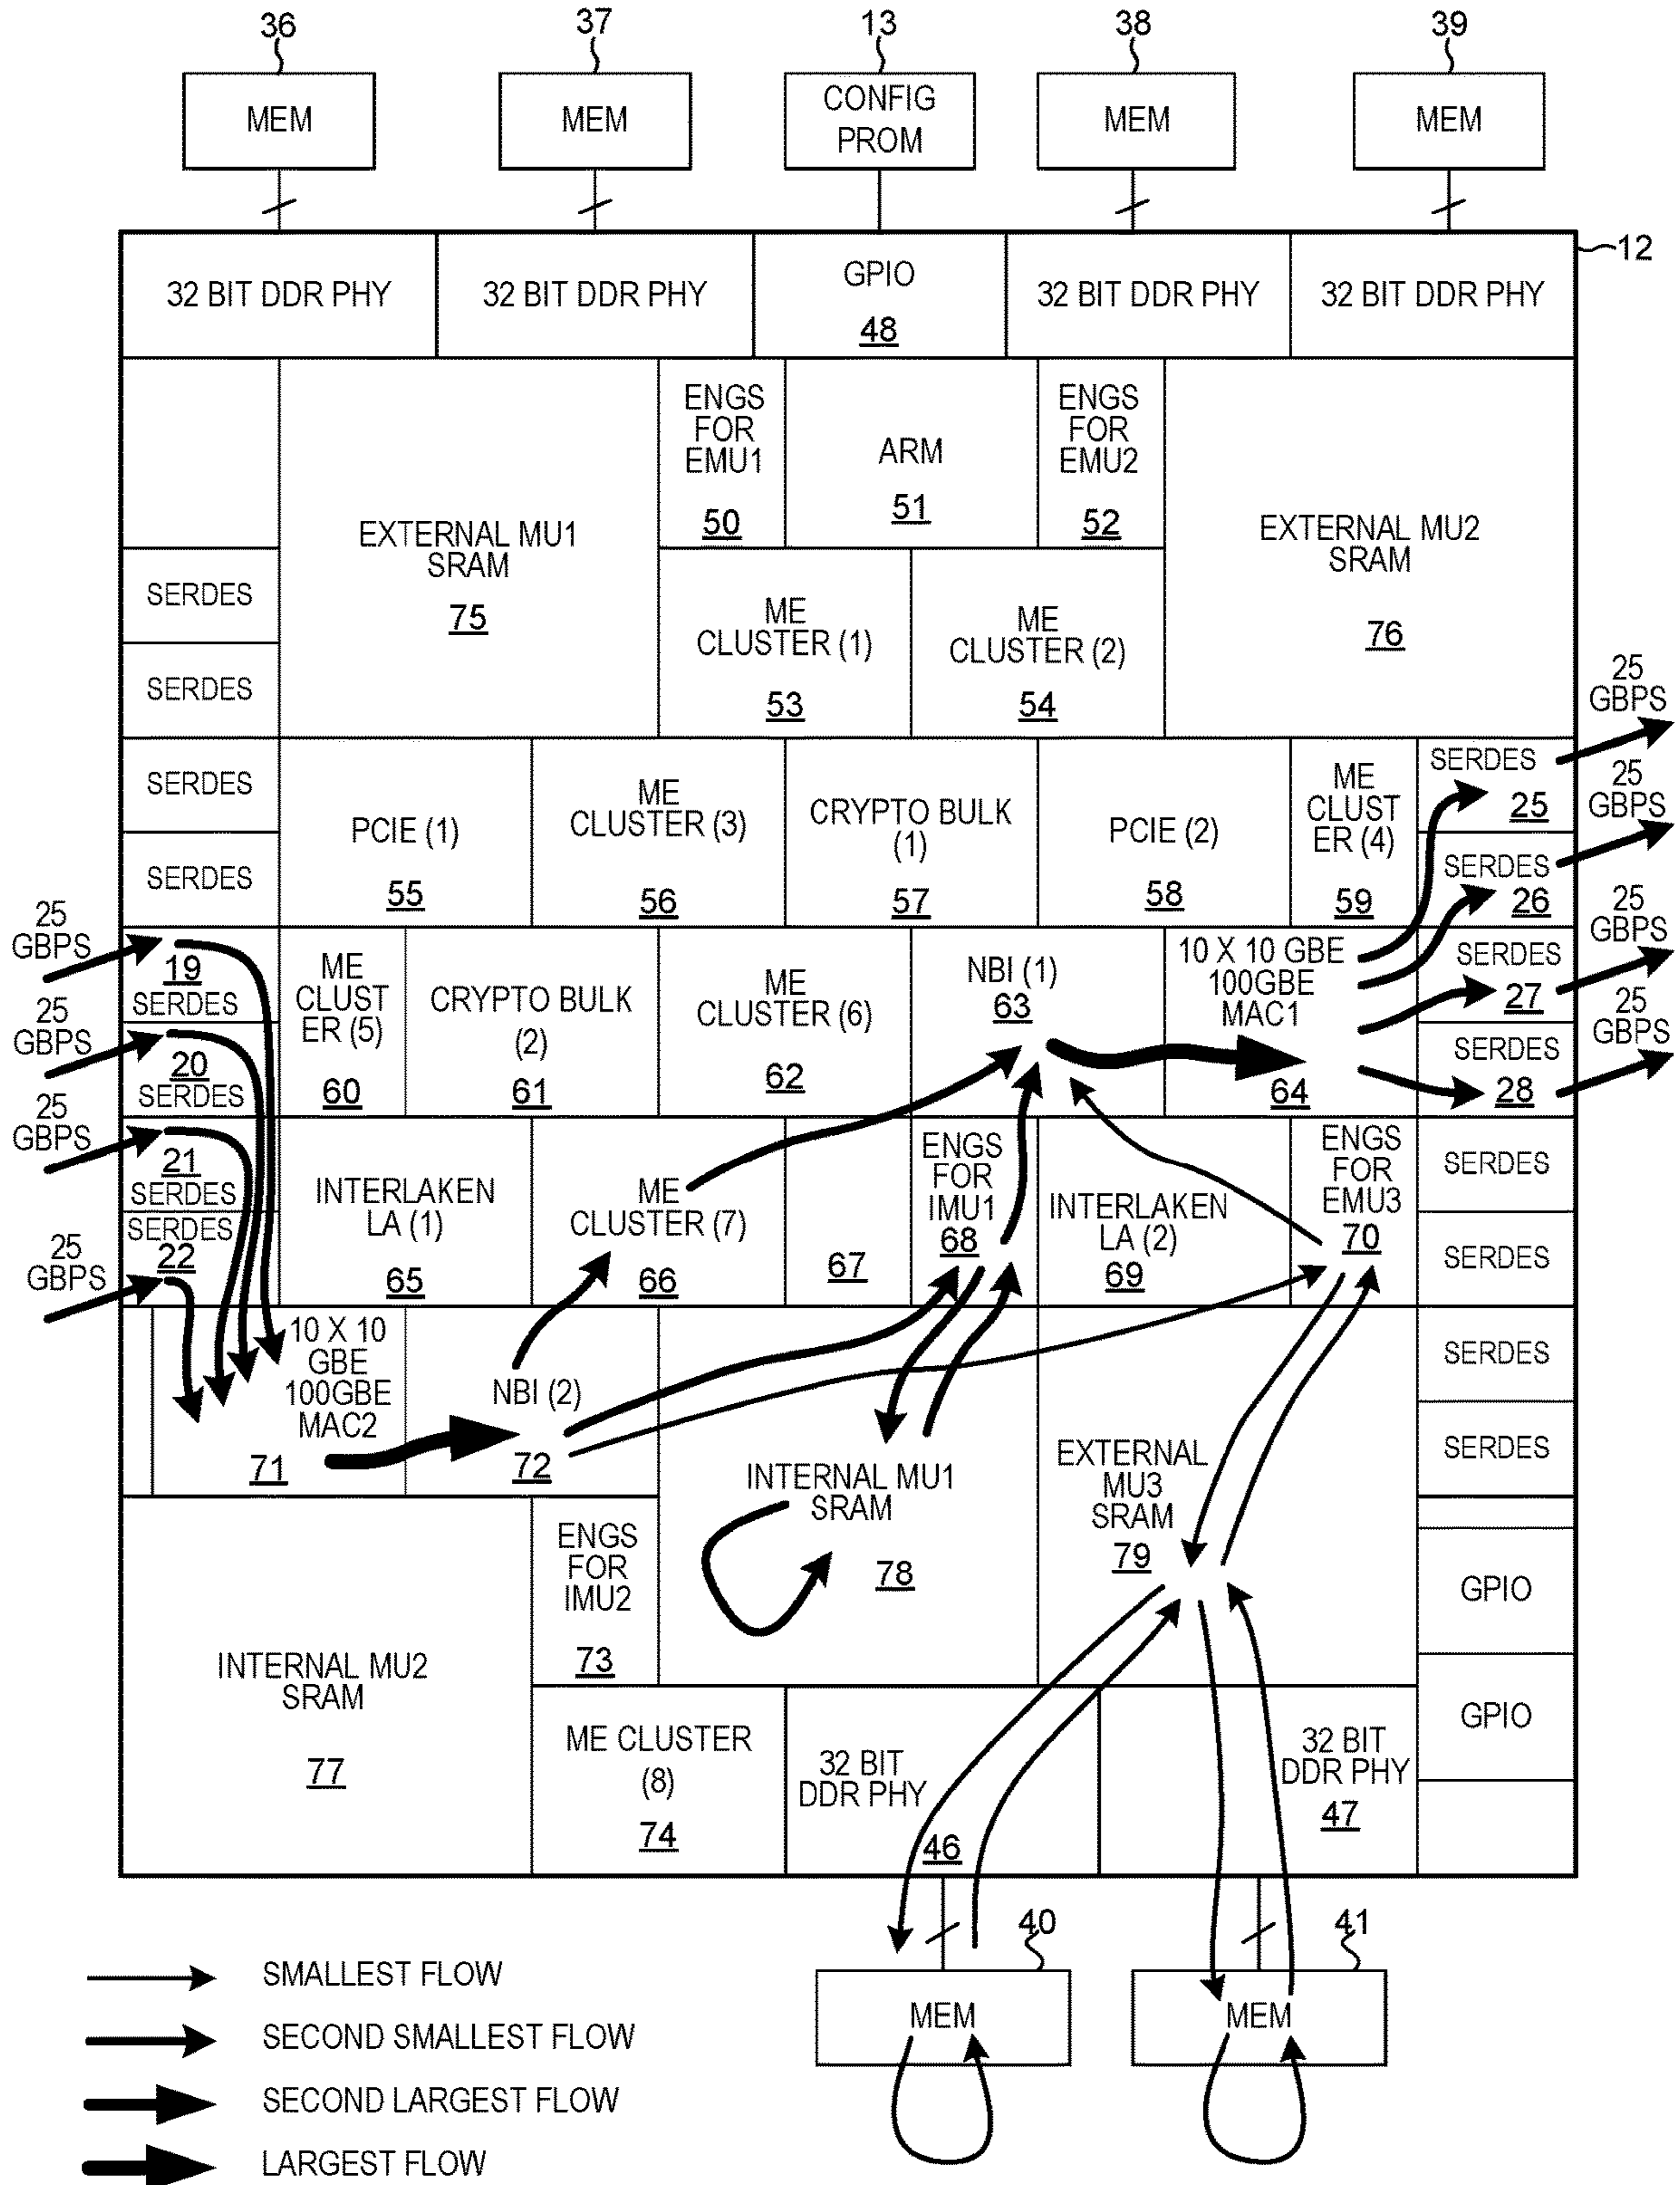 36
37
13
38
39
MEM
MEM
CONFIG
PROM
MEM
MEM
12
32 BIT DDR PHY
32 BIT DDR PHY
GPIO
48
32 BIT DDR PHY
32 BIT DDR PHY
EXTERNAL MU1
SRAM
75
ENGS
FOR
EMU1
50
ARM
51
ENGS
FOR
EMU2
52
EXTERNAL MU2
SRAM
76
SERDES
SERDES
ME
CLUSTER (1)
53
ME
CLUSTER (2)
54
SERDES
SERDES
PCIE (1)
55
ME
CLUSTER (3)
56
CRYPTO BULK
(1)
57
PCIE (2)
58
ME
CLUST
ER (4)
59
SERDES
25
SERDES
26
25
GBPS
25
GBPS
25
GBPS
25
GBPS
25
GBPS
25
GBPS
25
GBPS
25
GBPS
19
SERDES
20
SERDES
ME
CLUST
ER (5)
60
CRYPTO BULK
(2)
61
ME
CLUSTER (6)
62
NBI (1)
63
10 X 10 GBE
100GBE
MAC1
64
SERDES
27
SERDES
28
21
SERDES
SERDES
22
INTERLAKEN
LA (1)
65
ME
CLUSTER (7)
66
67
ENGS
FOR
IMU1
68
INTERLAKEN
LA (2)
69
ENGS
FOR
EMU3
70
SERDES
SERDES
10 X 10
GBE
100GBE
MAC2
71
NBI (2)
72
INTERNAL MU1
SRAM
78
EXTERNAL
MU3
SRAM
79
SERDES
SERDES
INTERNAL MU2
SRAM
77
ENGS
FOR
IMU2
73
GPIO
GPIO
ME CLUSTER
(8)
74
32 BIT
DDR PHY
46
32 BIT
DDR PHY
47
40
41
MEM
MEM
SMALLEST FLOW
SECOND SMALLEST FLOW
SECOND LARGEST FLOW
LARGEST FLOW